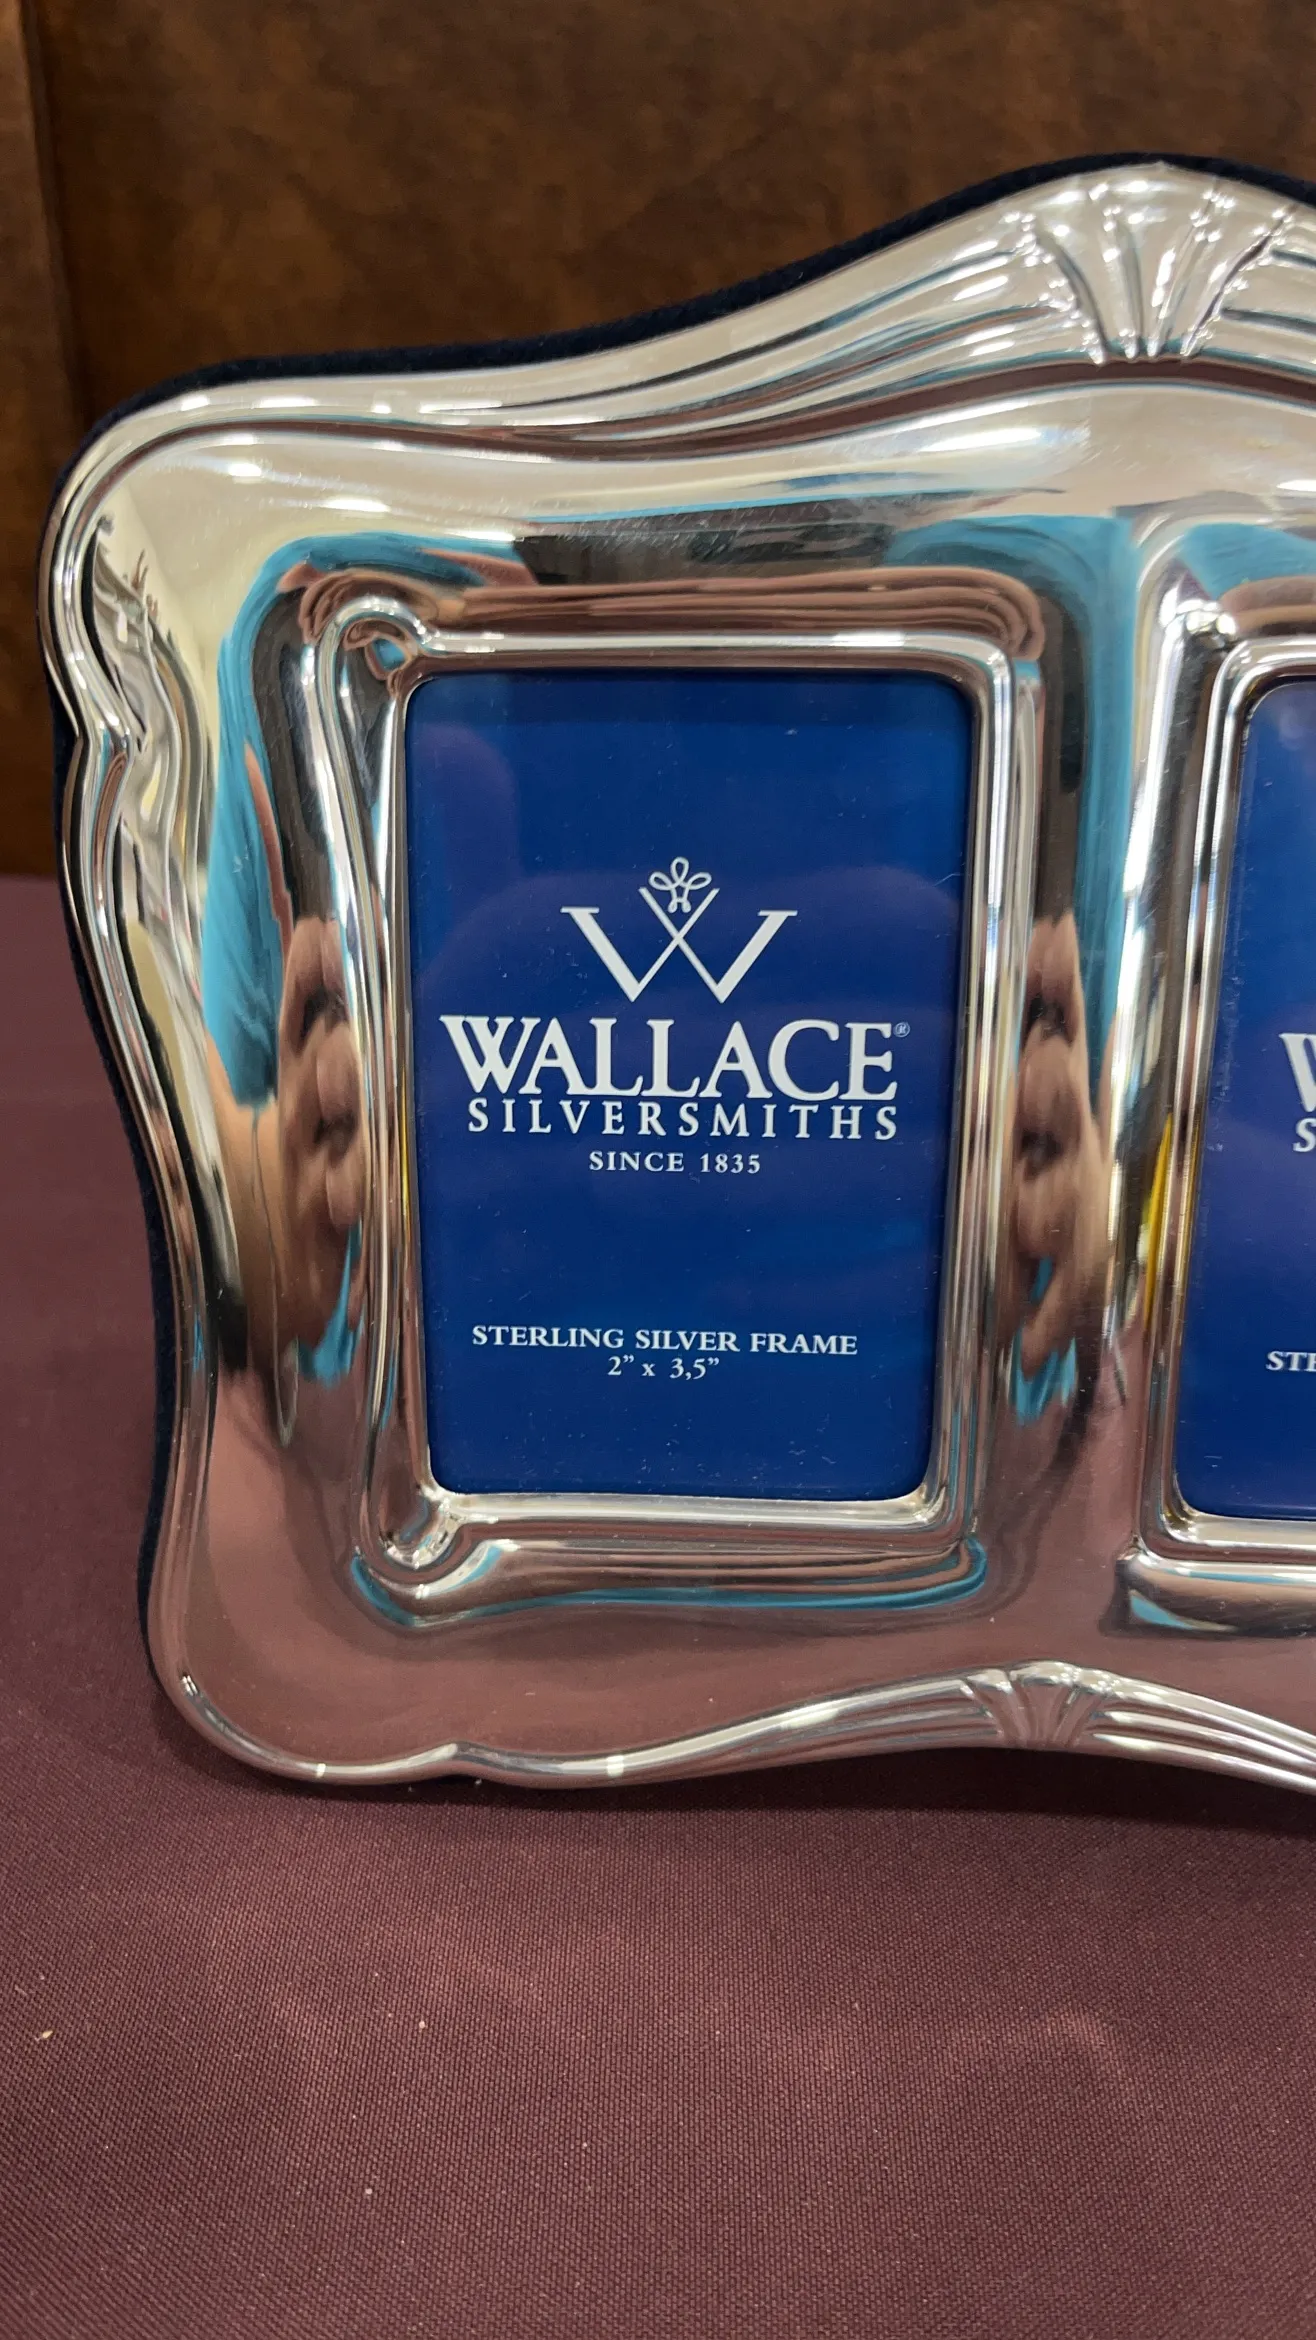 WALLACE®
SILVERSMITHS
SINCE 1835
STERLING SILVER FRAME
2” x 3,5”